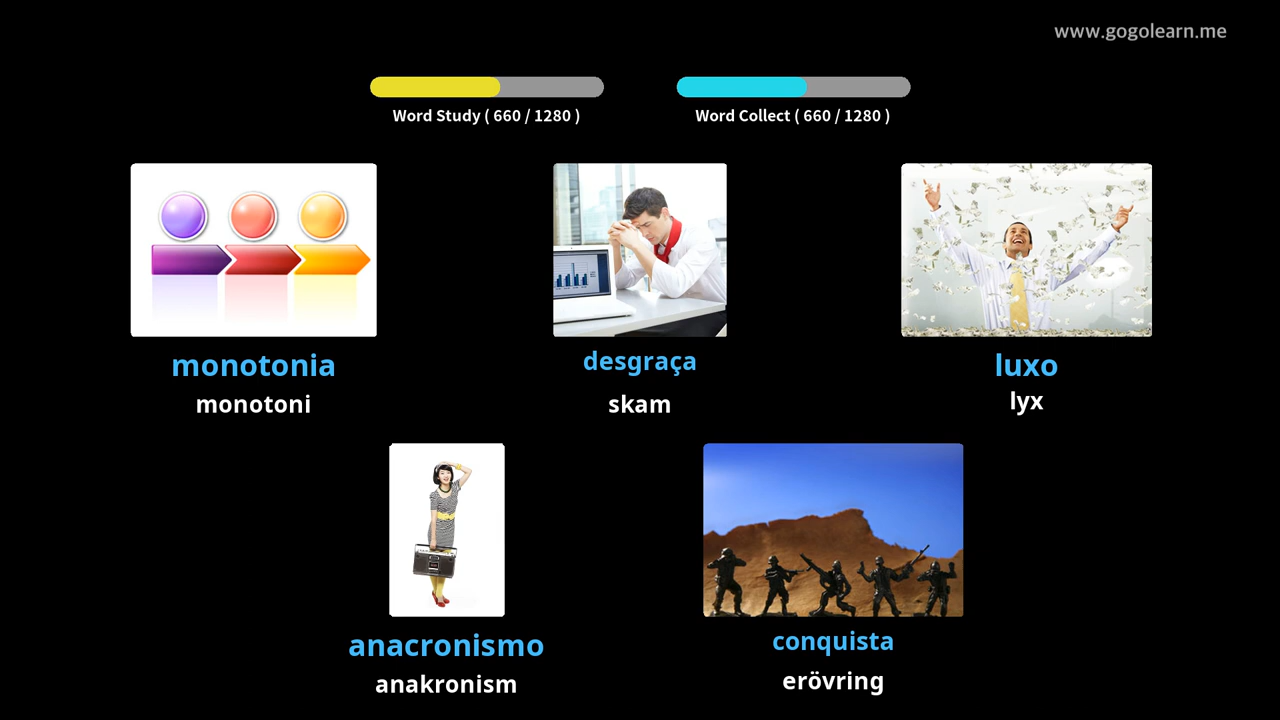 www.gogolearn.me
Word Study ( 660 / 1280 )
Word Collect ( 660 / 1280 )
monotonia
monotoni
desgraça
skam
luxo
lyx
anacronismo
anakronism
conquista
erövring